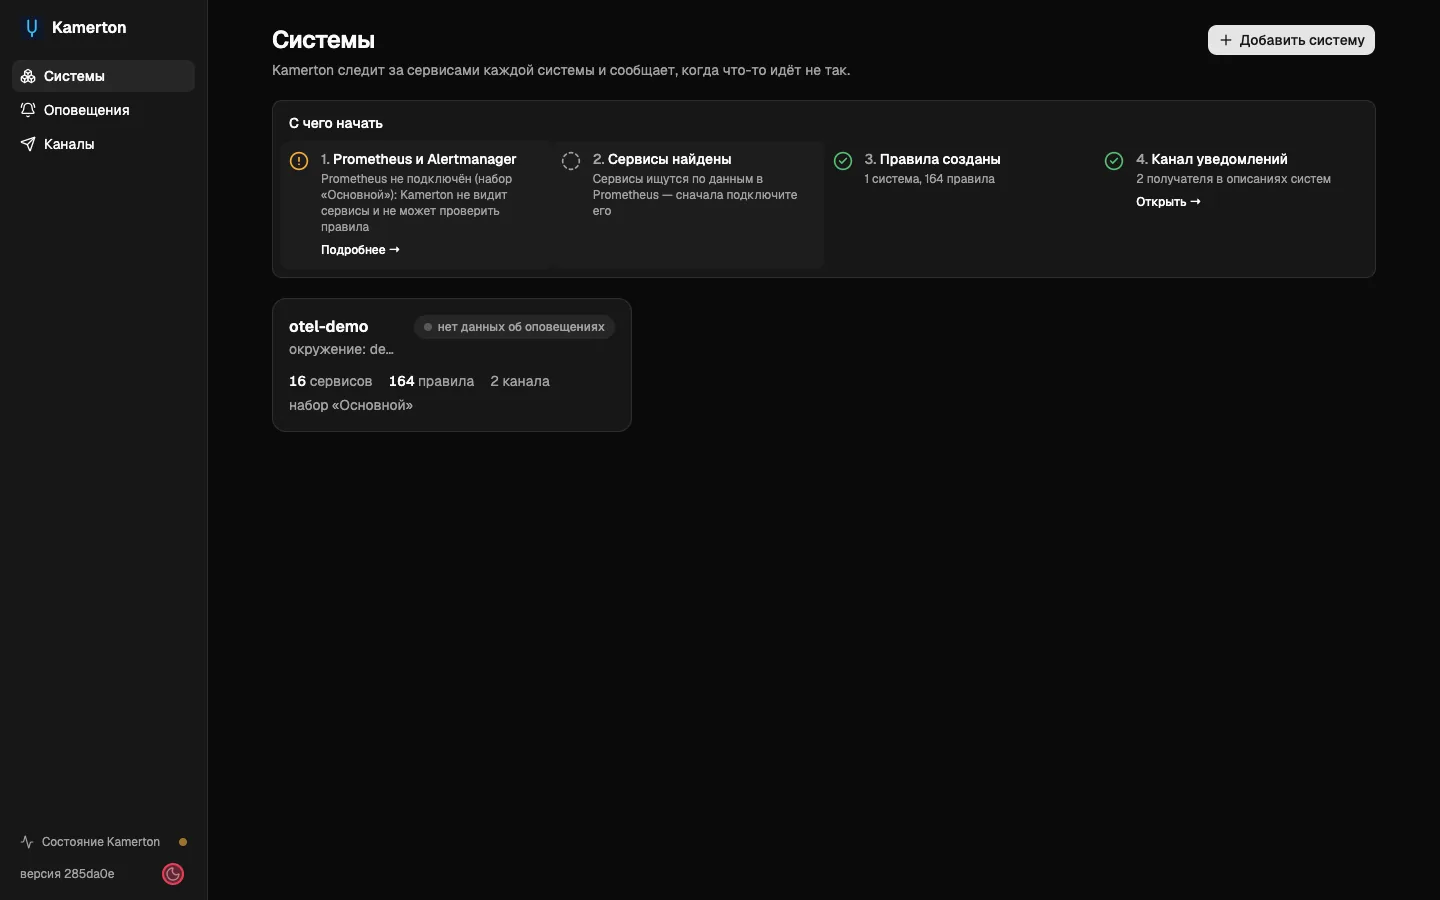 Kamerton
Системы
Оповещения
Каналы
Состояние Kamerton
версия 285da0e
Системы
Добавить систему
Kamerton следит за сервисами каждой системы и сообщает, когда что-то идёт не так.
С чего начать
1. Prometheus и Alertmanager
Prometheus не подключён (набор
«Основной»): Kamerton не видит
сервисы и не может проверить
правила
Подробнее →
2. Сервисы найдены
Сервисы ищутся по данным в
Prometheus — сначала подключите
его
3. Правила созданы
1 система, 164 правила
4. Канал уведомлений
2 получателя в описаниях систем
Открыть →
otel-demo
нет данных об оповещениях
окружение: de…
16 сервисов 164 правила 2 канала
набор «Основной»